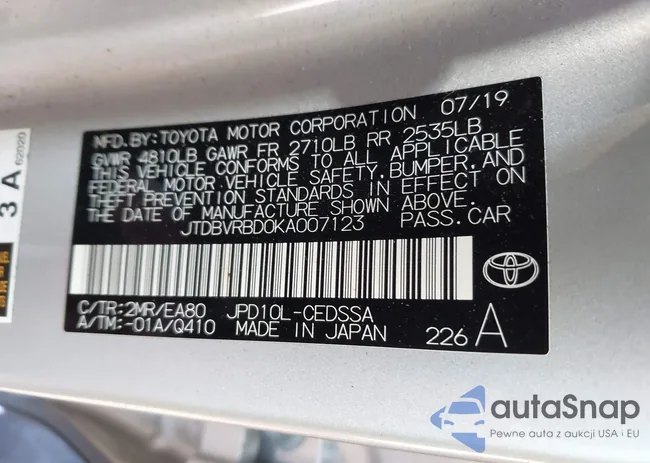 3 A
62020
07/19
MFD. BY: TOYOTA MOTOR CORPORATION
GVWR 4810LB GAWR FR 2710LB RR 2535LB
THIS VEHICLE CONFORMS TO ALL APPLICABLE
FEDERAL MOTOR VEHICLE SAFETY, BUMPER, AND
THEFT PREVENTION STANDARDS IN EFFECT ON
THE DATE OF MANUFACTURE SHOWN ABOVE.
JTDBVRBD0KA007123 PASS. CAR
C/TR: 2MR/EA80 JPD10L-CEDSSA
A/TM: -01A/Q410 MADE IN JAPAN 226 A
autoSnap
Pewne auta z aukcji USA i EU